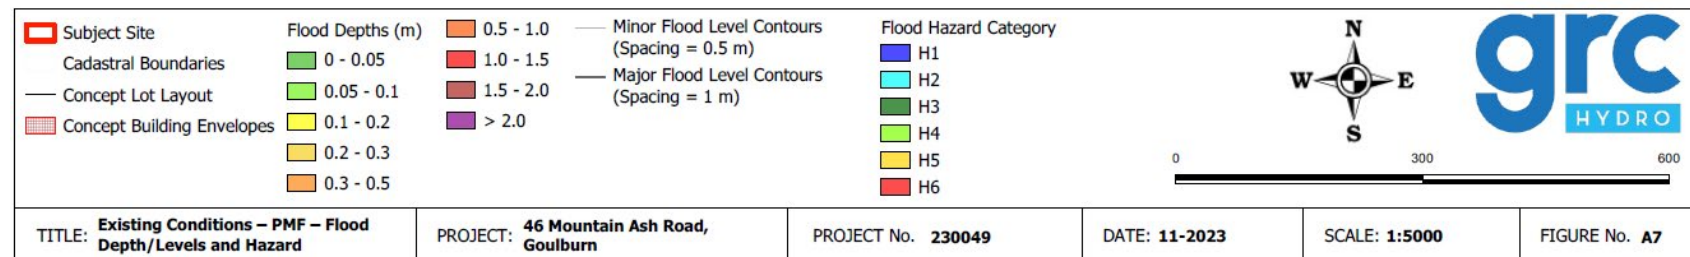 Subject Site
Cadastral Boundaries
Concept Lot Layout
Concept Building Envelopes
Flood Depths (m)
0 - 0.05
0.05 - 0.1
0.1 - 0.2
0.2 - 0.3
0.3 - 0.5
0.5 - 1.0
1.0 - 1.5
1.5 - 2.0
> 2.0
Minor Flood Level Contours
(Spacing = 0.5 m)
Major Flood Level Contours
(Spacing = 1 m)
Flood Hazard Category
H1
H2
H3
H4
H5
H6
N
W E
S
grc
HYDRO
0 300 600
TITLE: Existing Conditions – PMF – Flood
Depth/Levels and Hazard
PROJECT: 46 Mountain Ash Road,
Goulburn
PROJECT No. 230049
DATE: 11-2023
SCALE: 1:5000
FIGURE No. A7